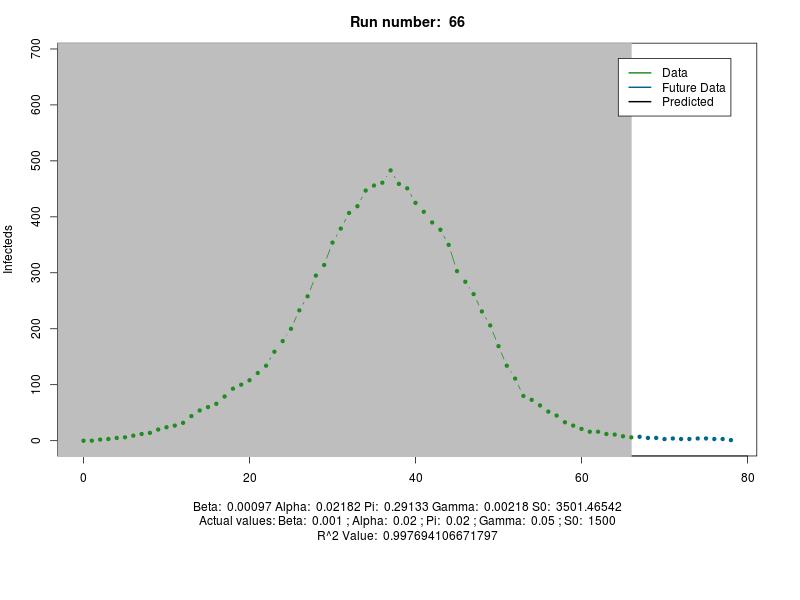 Run number: 66
700
600
500
400
300
200
100
0
Infecteds
Data
Future Data
Predicted
0 20 40 60 80
Beta: 0.00097 Alpha: 0.02182 Pi: 0.29133 Gamma: 0.00218 S0: 3501.46542
Actual values: Beta: 0.001 ; Alpha: 0.02 ; Pi: 0.02 ; Gamma: 0.05 ; S0: 1500
R^2 Value: 0.997694106671797